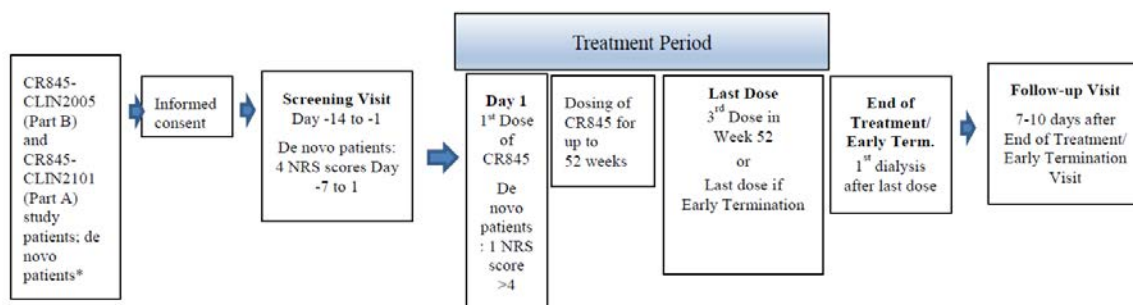 Treatment Period
CR845-
CLIN2005
(Part B)
and
CR845-
CLIN2101
(Part A)
study
patients; de
novo
patients*
Informed
consent
Screening Visit
Day -14 to -1
De novo patients:
4 NRS scores Day
-7 to 1
Day 1
1st Dose
of
CR845
De
novo
patients
: 1 NRS
score
>4
Dosing of
CR845 for
up to
52 weeks
Last Dose
3rd Dose in
Week 52
or
Last dose if
Early Termination
End of
Treatment/
Early Term.
1st dialysis
after last dose
Follow-up Visit
7-10 days after
End of Treatment/
Early Termination
Visit